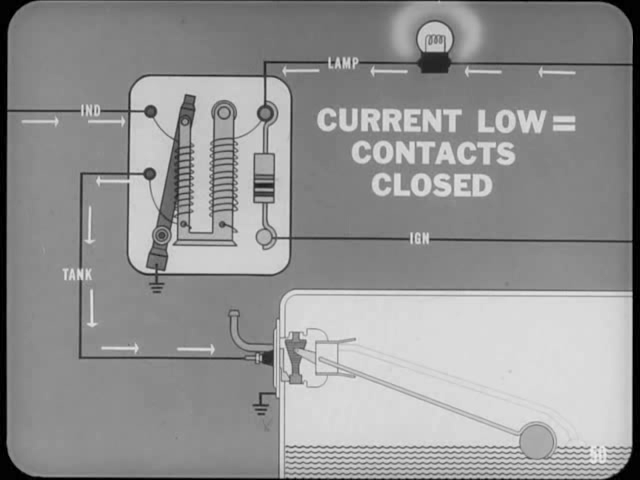 LAMP
IND
CURRENT LOW =
CONTACTS
CLOSED
IGN
TANK
50